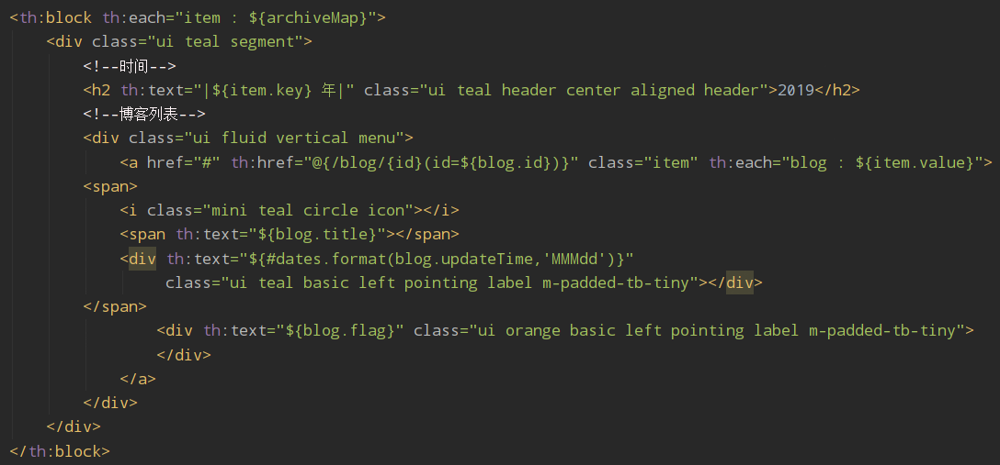 <th:block th:each="item : ${archiveMap}">
<div class="ui teal segment">
<!--时间-->
<h2 th:text="|${item.key} 年|" class="ui teal header center aligned header">2019</h2>
<!--博客列表-->
<div class="ui fluid vertical menu">
<a href="#" th:href="@{/blog/{id}(id=${blog.id})}" class="item" th:each="blog : ${item.value}">
<span>
<i class="mini teal circle icon"></i>
<span th:text="${blog.title}"></span>
<div th:text="${#dates.format(blog.updateTime,'MMMdd')}"
class="ui teal basic left pointing label m-padded-tb-tiny"></div>
</span>
<div th:text="${blog.flag}" class="ui orange basic left pointing label m-padded-tb-tiny">
</div>
</a>
</div>
</div>
</th:block>